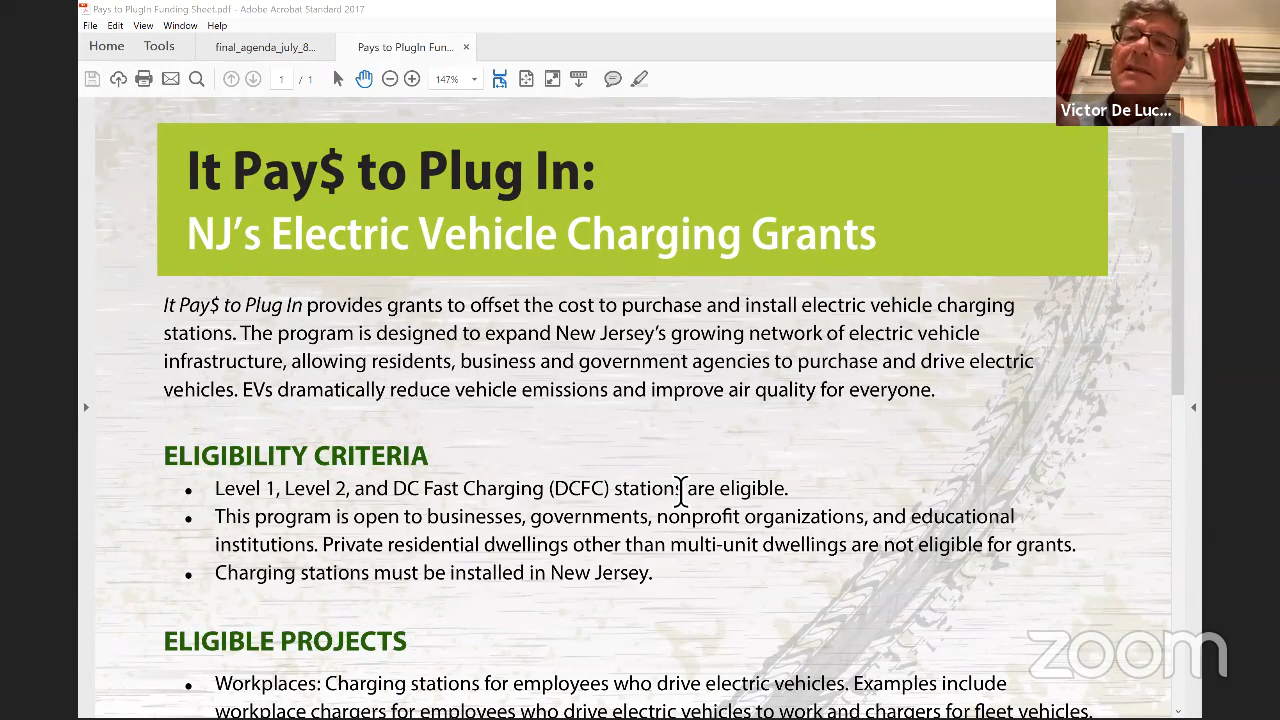 Pays to PlugIn Funding Sheet.pdf - Adobe Acrobat Standard 2017
File Edit View Window Help
Home Tools final_agenda_july_8... Pays to PlugIn Fun... ×
1 / 1 147%
Victor De Luc...
It Pay$ to Plug In:
NJ's Electric Vehicle Charging Grants
It Pay$ to Plug In provides grants to offset the cost to purchase and install electric vehicle charging
stations. The program is designed to expand New Jersey's growing network of electric vehicle
infrastructure, allowing residents, business and government agencies to purchase and drive electric
vehicles. EVs dramatically reduce vehicle emissions and improve air quality for everyone.
ELIGIBILITY CRITERIA
• Level 1, Level 2, and DC Fast Charging (DCFC) stations are eligible.
• This program is open to businesses, governments, nonprofit organizations, and educational
institutions. Private residential dwellings other than multi-unit dwellings are not eligible for grants.
• Charging stations must be installed in New Jersey.
ELIGIBLE PROJECTS
• Workplaces: Charging stations for employees who drive electric vehicles. Examples include
workplace chargers for employees who drive electric vehicles to work and chargers for fleet vehicles.
zoom